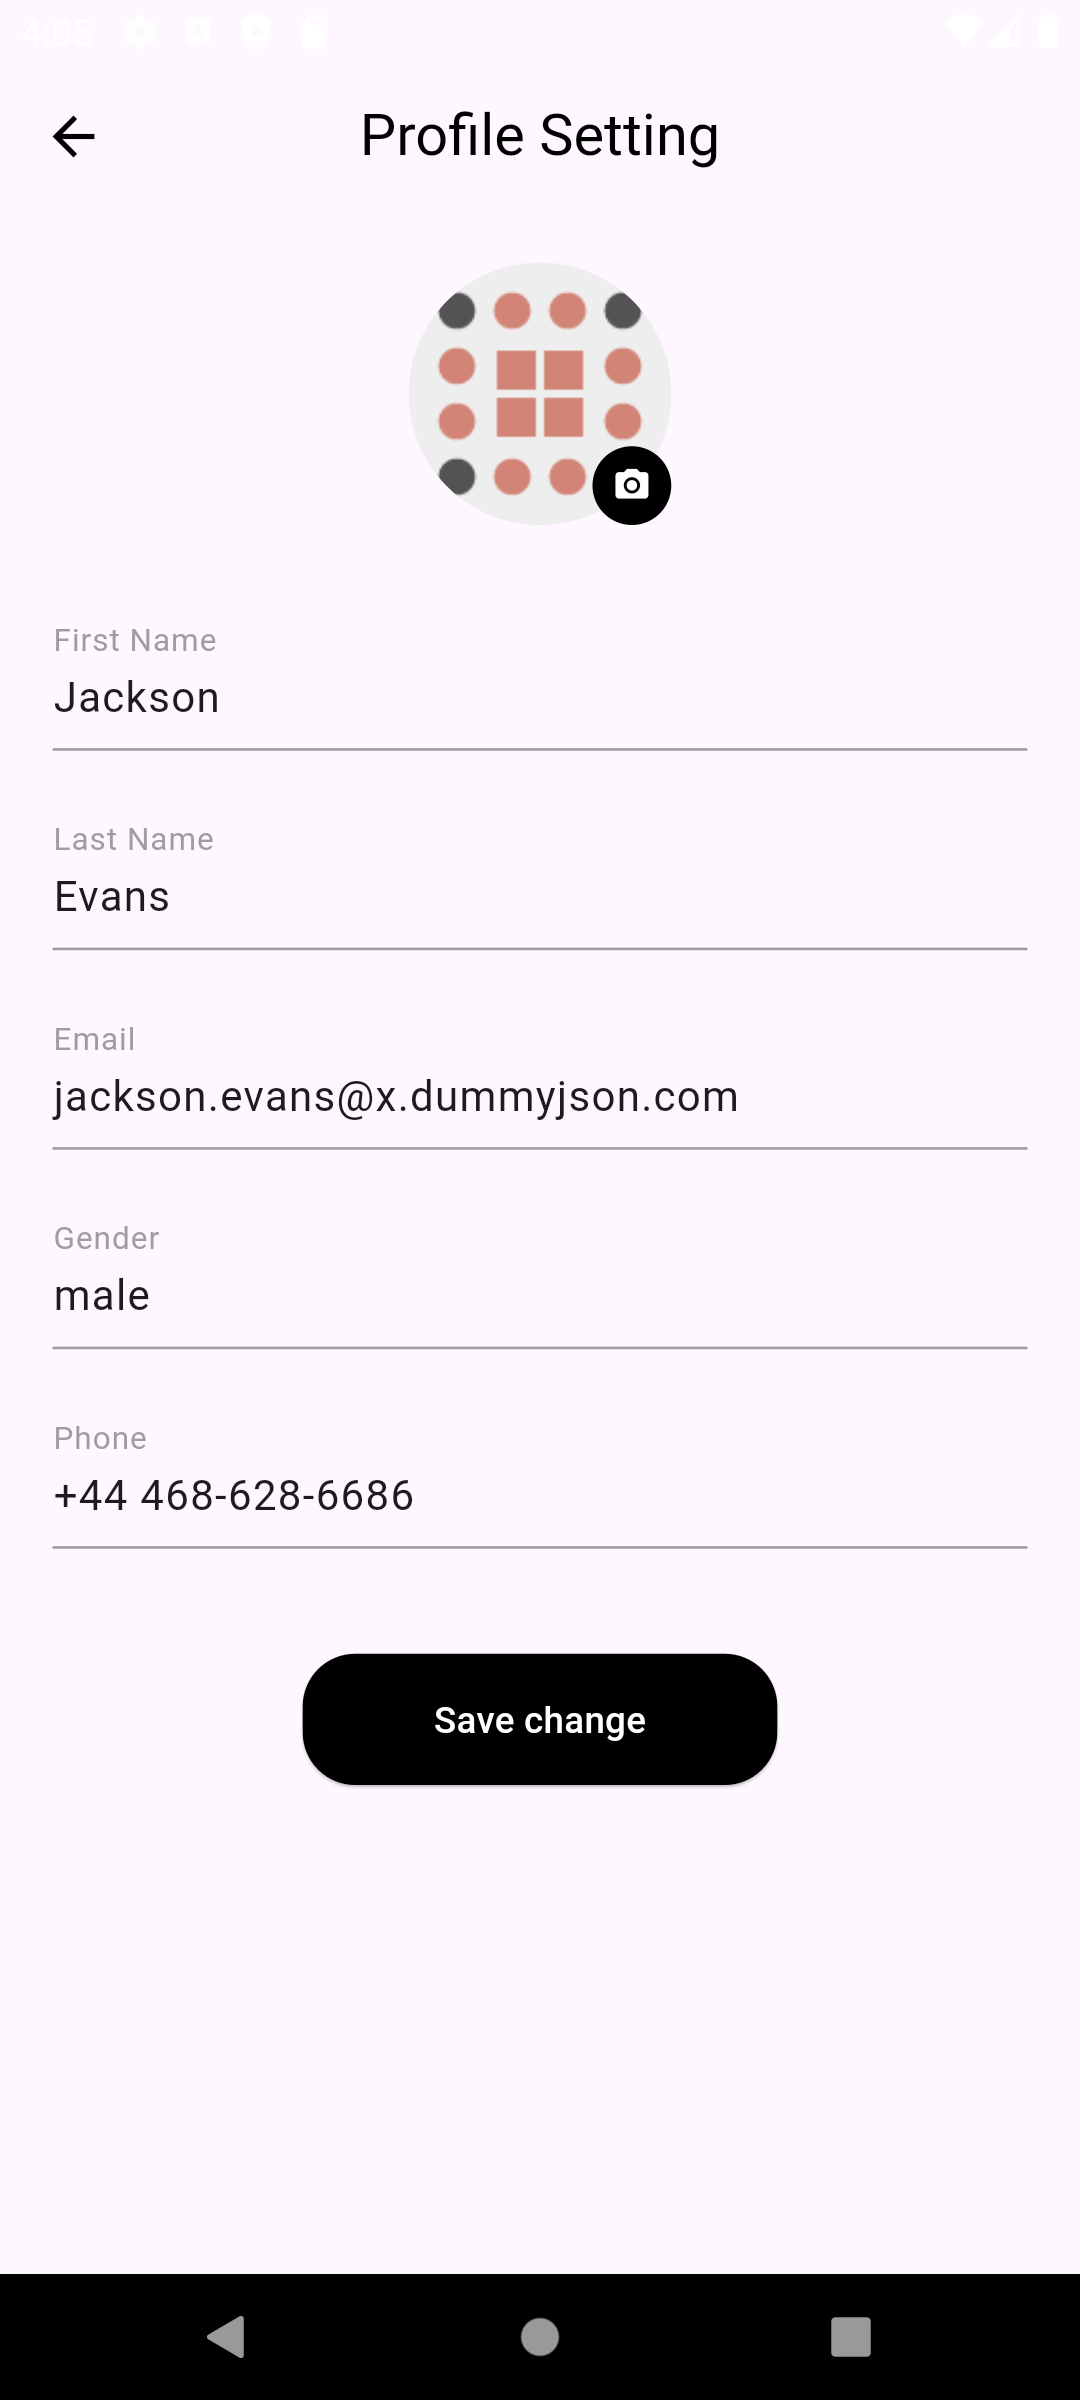 4:05
Profile Setting
First Name
Jackson
Last Name
Evans
Email
jackson.evans@x.dummyjson.com
Gender
male
Phone
+44 468-628-6686
Save change